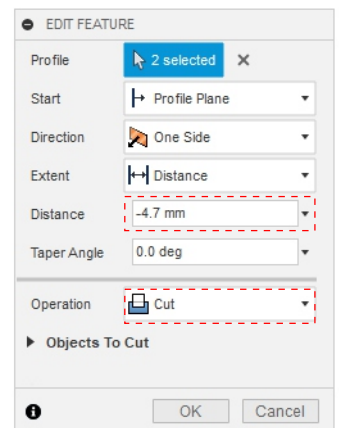 EDIT FEATURE
Profile 2 selected
Start Profile Plane
Direction One Side
Extent Distance
Distance -4.7 mm
Taper Angle 0.0 deg
Operation Cut
Objects To Cut
OK Cancel